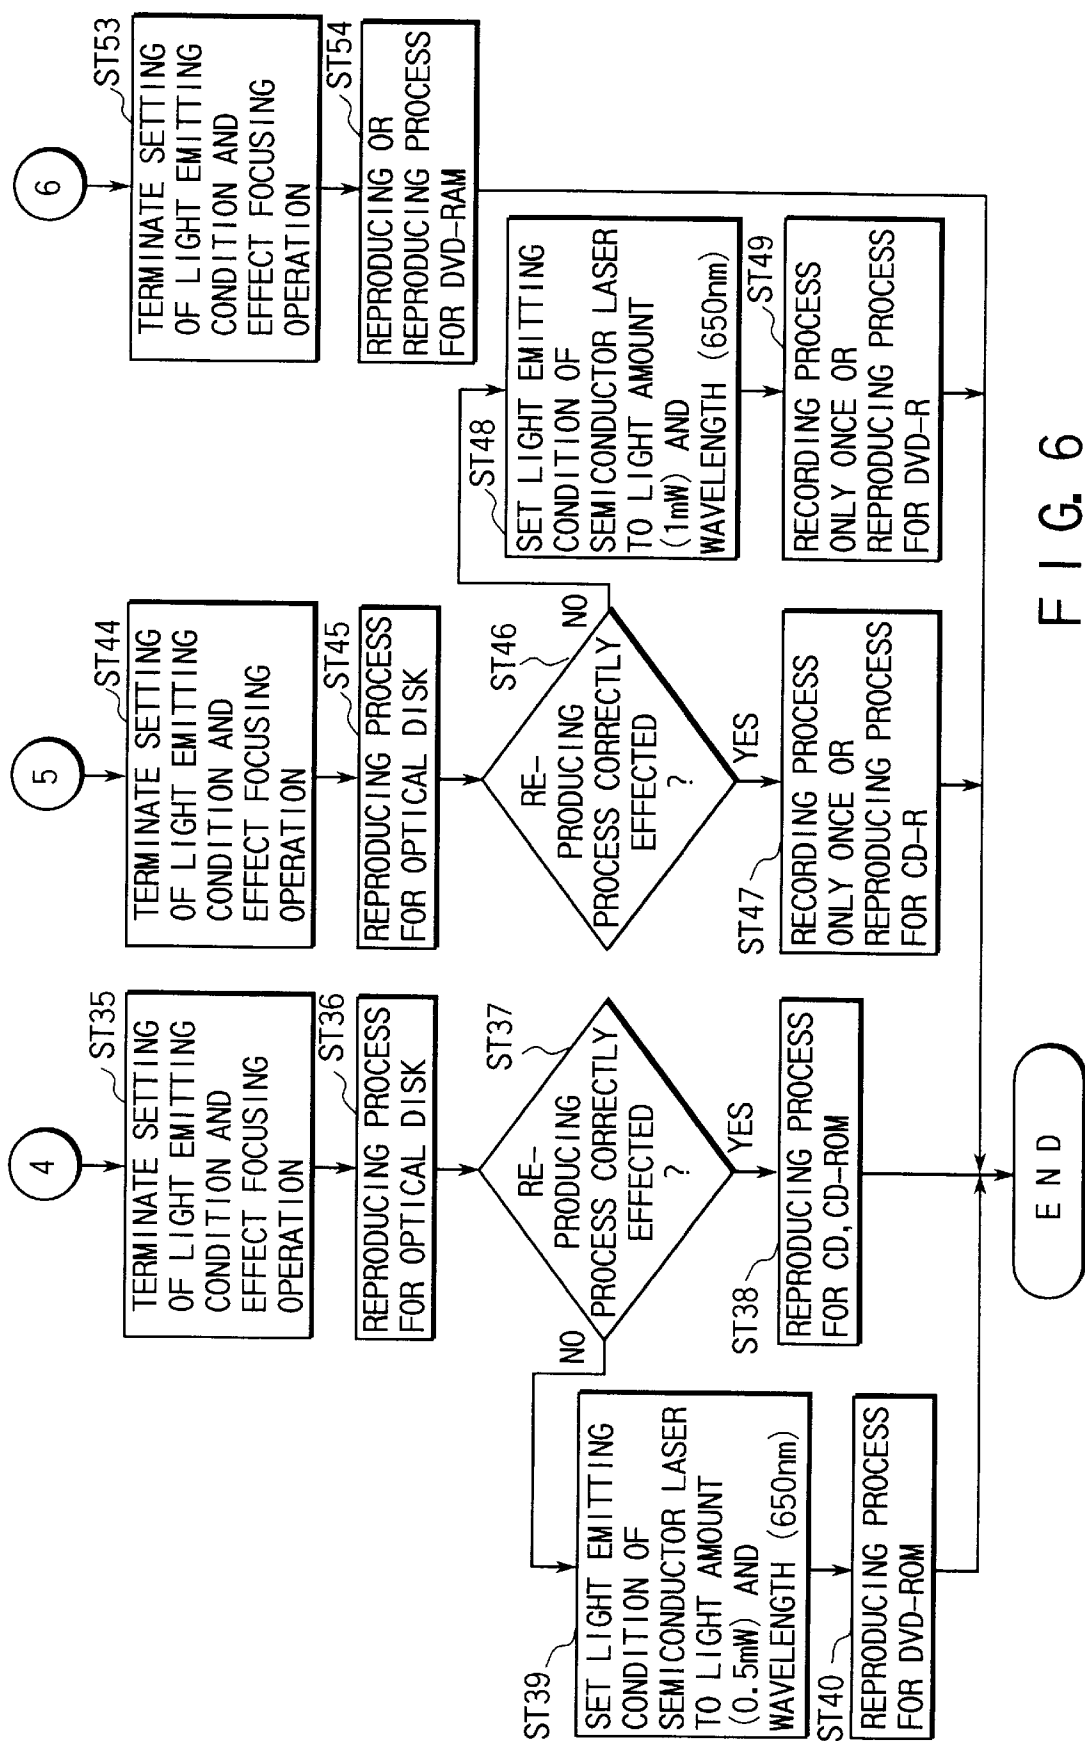 4
ST35
TERMINATE SETTING
OF LIGHT EMITTING
CONDITION AND
EFFECT FOCUSING
OPERATION
ST36
REPRODUCING PROCESS
FOR OPTICAL DISK
ST37
RE-
PRODUCING
PROCESS CORRECTLY
EFFECTED
?
NO
YES
ST39
SET LIGHT EMITTING
CONDITION OF
SEMICONDUCTOR LASER
TO LIGHT AMOUNT
(0.5mW) AND
WAVELENGTH (650nm)
ST40
REPRODUCING PROCESS
FOR DVD-ROM
ST38
REPRODUCING PROCESS
FOR CD, CD-ROM
5
ST44
TERMINATE SETTING
OF LIGHT EMITTING
CONDITION AND
EFFECT FOCUSING
OPERATION
ST45
REPRODUCING PROCESS
FOR OPTICAL DISK
ST46
RE-
PRODUCING
PROCESS CORRECTLY
EFFECTED
?
NO
YES
ST47
RECORDING PROCESS
ONLY ONCE OR
REPRODUCING PROCESS
FOR CD-R
ST48
SET LIGHT EMITTING
CONDITION OF
SEMICONDUCTOR LASER
TO LIGHT AMOUNT
(1mW) AND
WAVELENGTH (650nm)
ST49
RECORDING PROCESS
ONLY ONCE OR
REPRODUCING PROCESS
FOR DVD-R
6
ST53
TERMINATE SETTING
OF LIGHT EMITTING
CONDITION AND
EFFECT FOCUSING
OPERATION
ST54
REPRODUCING OR
REPRODUCING PROCESS
FOR DVD-RAM
END
FIG. 6